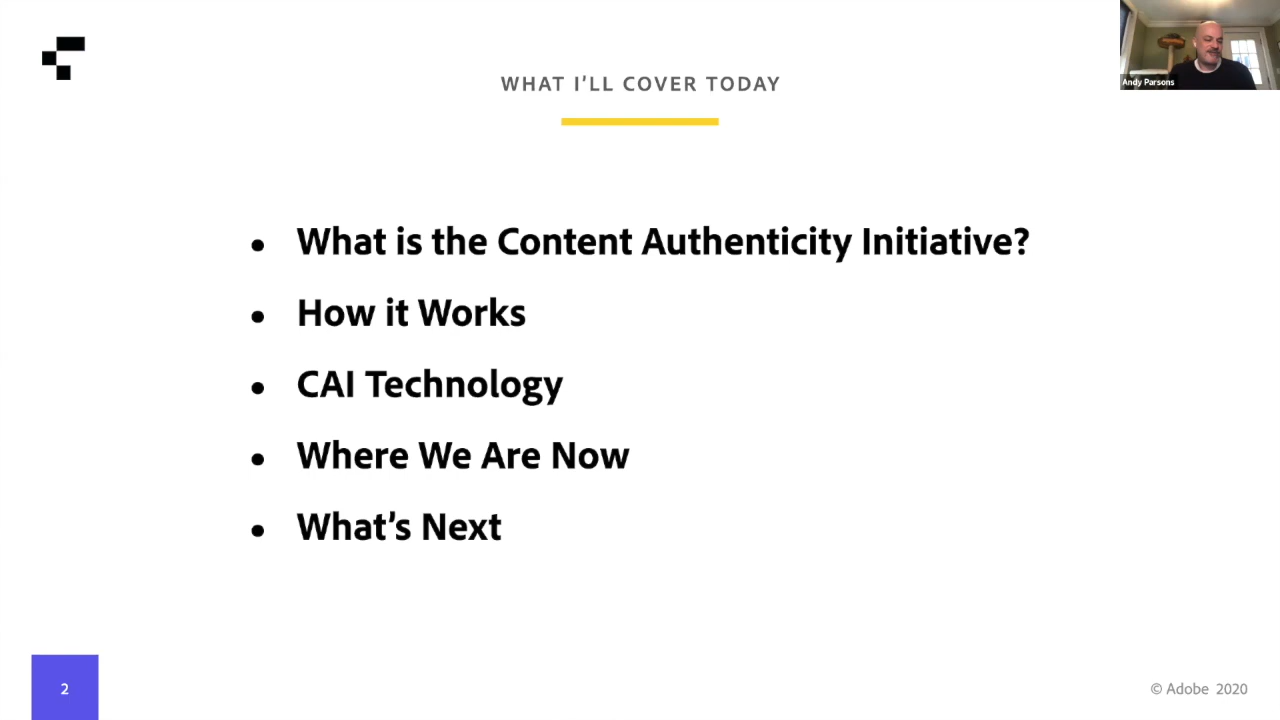 WHAT I’LL COVER TODAY
Andy Parsons
• What is the Content Authenticity Initiative?
• How it Works
• CAI Technology
• Where We Are Now
• What’s Next
2
© Adobe 2020